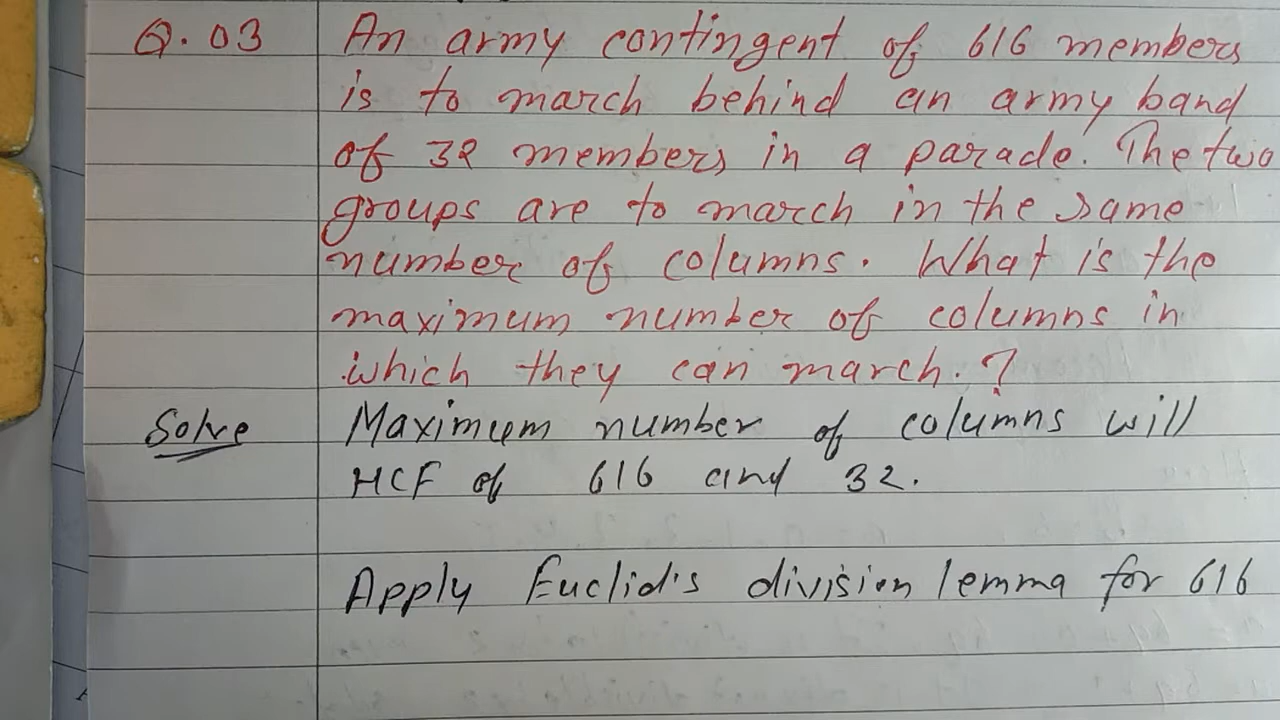 Q.03 An army contingent of 616 members
is to march behind an army band
of 32 members in a parade. The two
groups are to march in the same
number of columns. What is the
maximum number of columns in
which they can march.?
Solve Maximum number of columns will
HCF of 616 and 32.
Apply Euclid's division lemma for 616